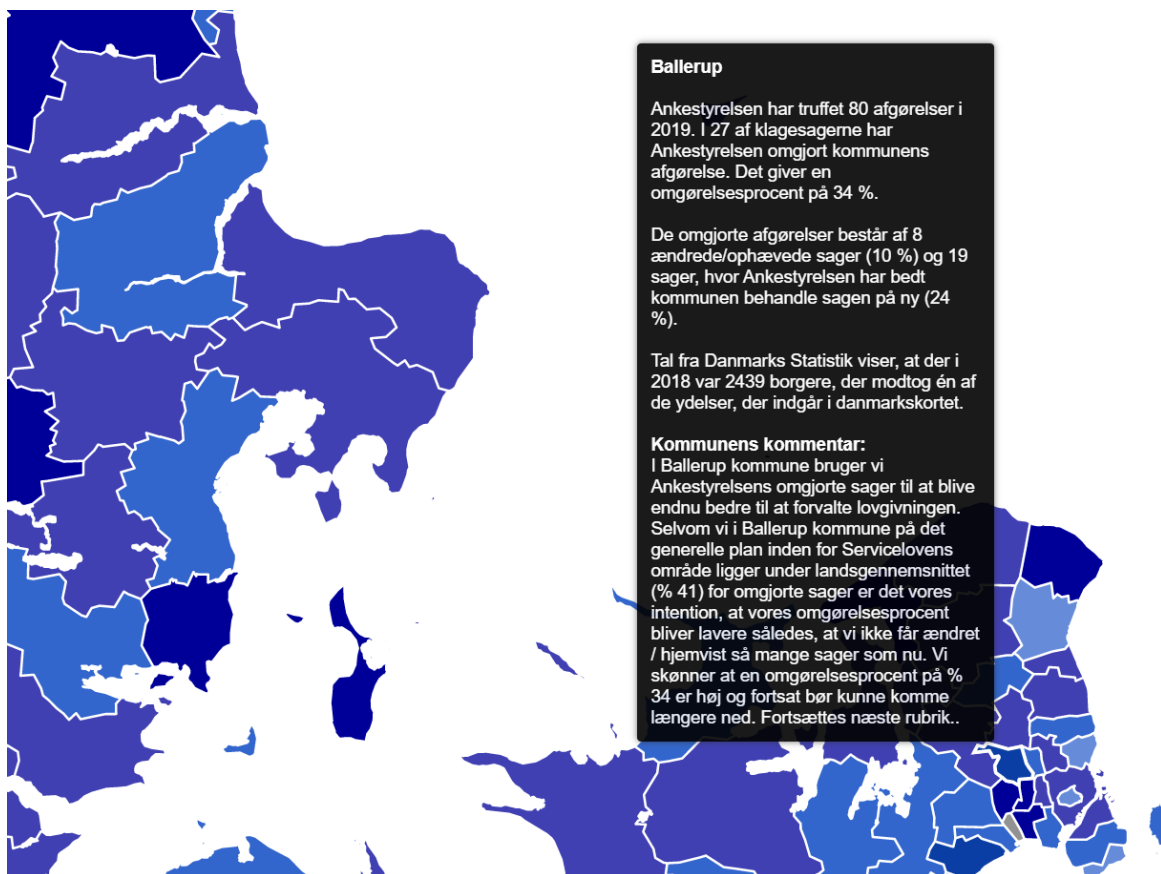 Ballerup
Ankestyrelsen har truffet 80 afgørelser i
2019. I 27 af klagesagerne har
Ankestyrelsen omgjort kommunens
afgørelse. Det giver en
omgørelsesprocent på 34 %.
De omgjorte afgørelser består af 8
ændrede/ophævede sager (10 %) og 19
sager, hvor Ankestyrelsen har bedt
kommunen behandle sagen på ny (24
%).
Tal fra Danmarks Statistik viser, at der i
2018 var 2439 borgere, der modtog én af
de ydelser, der indgår i danmarkskortet.
Kommunens kommentar:
I Ballerup kommune bruger vi
Ankestyrelsens omgjorte sager til at blive
endnu bedre til at forvalte lovgivningen.
Selvom vi i Ballerup kommune på det
generelle plan inden for Servicelovens
område ligger under landsgennemsnittet
(% 41) for omgjorte sager er det vores
intention, at vores omgørelsesprocent
bliver lavere således, at vi ikke får ændret
/ hjemvist så mange sager som nu. Vi
skønner at en omgørelsesprocent på %
34 er høj og fortsat bør kunne komme
længere ned. Fortsættes næste rubrik..